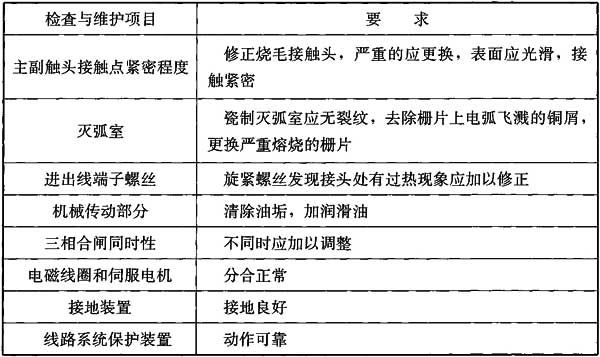 检查与维护项目 要 求
主副触头接触点紧密程度 修正烧毛接触头，严重的应更换，表面应光滑，接
触紧密
灭弧室 瓷制灭弧室应无裂纹，去除栅片上电弧飞溅的铜屑，
更换严重熔烧的栅片
进出线端子螺丝 旋紧螺丝发现接头处有过热现象应加以修正
机械传动部分 清除油垢，加润滑油
三相合闸同时性 不同时应加以调整
电磁线圈和伺服电机 分合正常
接地装置 接地良好
线路系统保护装置 动作可靠